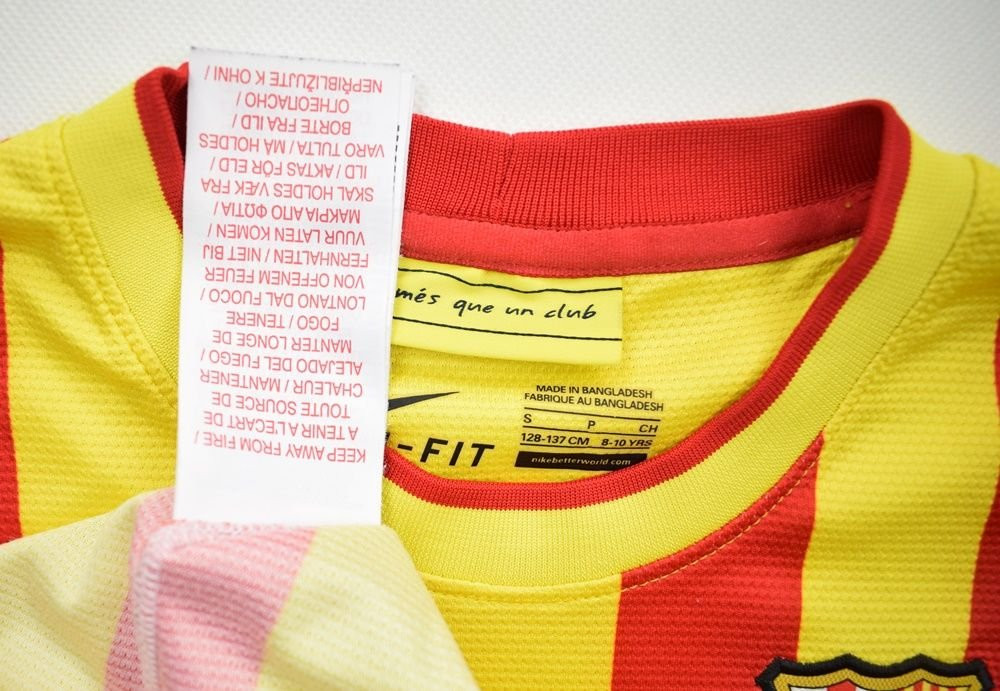 KEEP AWAY FROM FIRE /
A TENIR A LECART DE
TOUTE SOURCE DE
CHALEUR / MANTENER
ALEJADO DEL FUEGO /
MANTER LONGE DE
FOGO / TENERE
LONTANO DAL FUOCO /
VON OFFENEM FEUER
FERNHALTEN / NIET BIJ
VUUR LATEN KOMEN /
ΜΑΚΡΙΑ ΑΠΟ ΦΩΤΙΑ /
SKAL HOLDES VÆK FRA
ILD / AKTAS FÖR ELD /
VARO TULTA / MÅ HOLDES
BORTE FRA ILD /
ОГНЕОПАСНО /
NEPŘIBLIŽUJTE K OHNI /
més que un club
MADE IN BANGLADESH
FABRIQUE AU BANGLADESH
S P CH
128-137 CM 8-10 YRS
nikebetterworld.com
-FIT